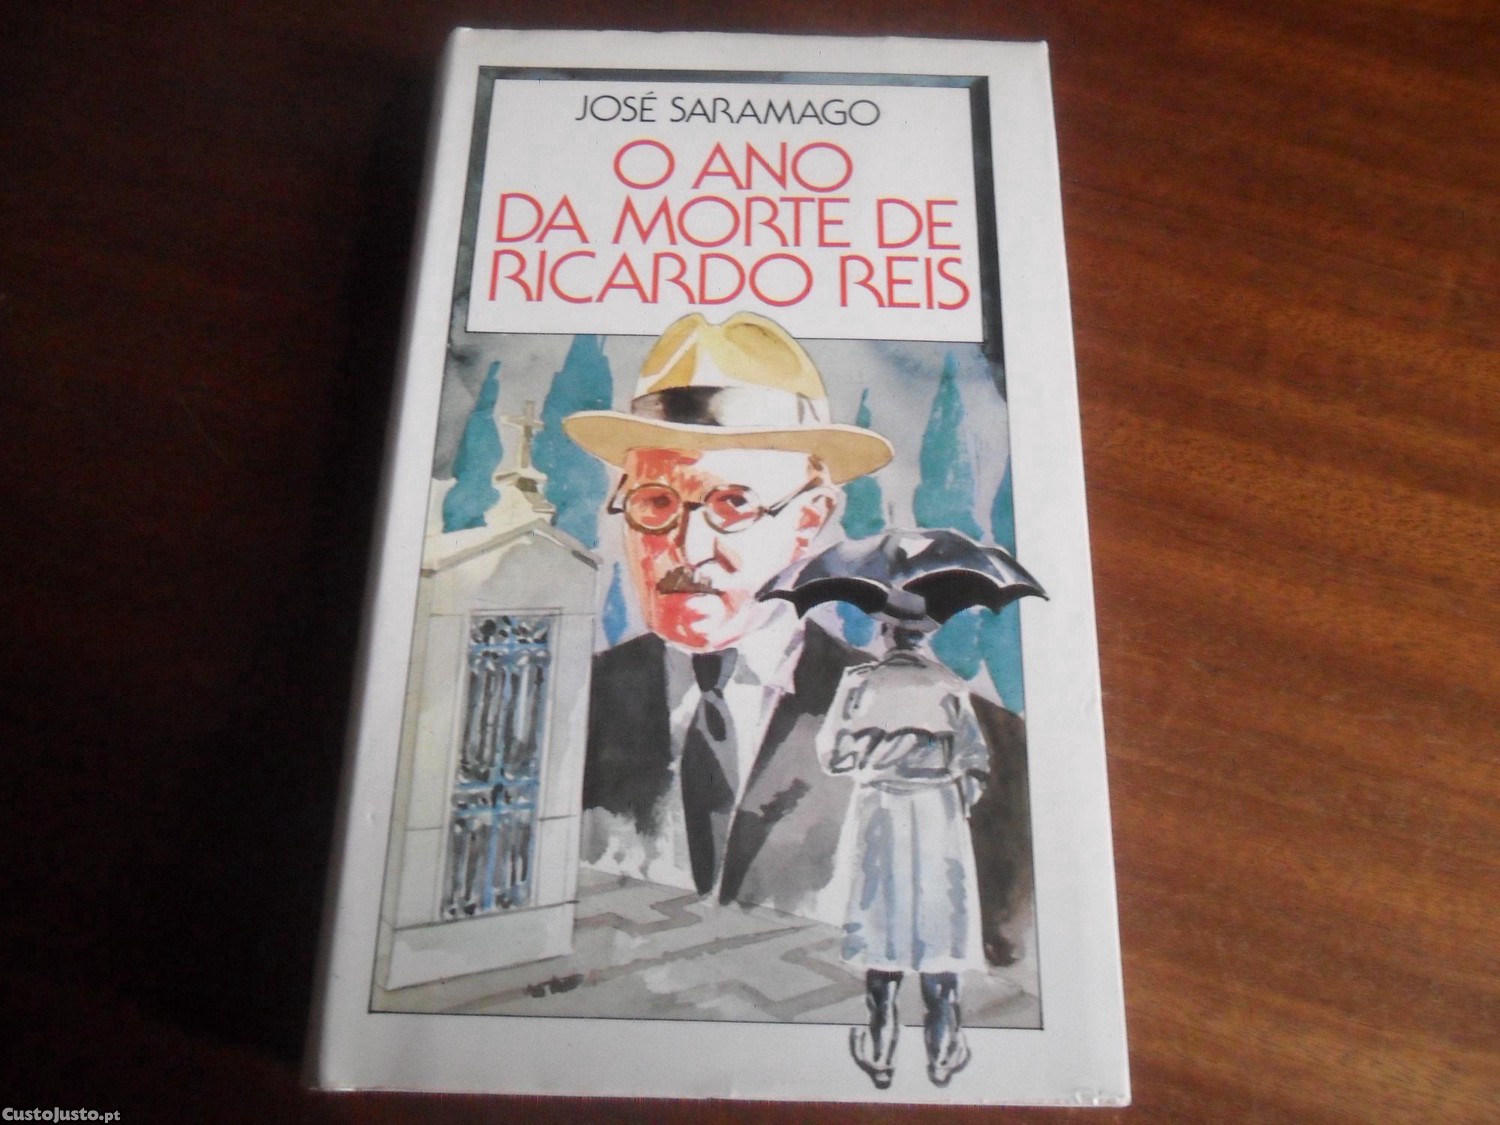 JOSÉ SARAMAGO
O ANO
DA MORTE DE
RICARDO REIS
CustoJusto.pt